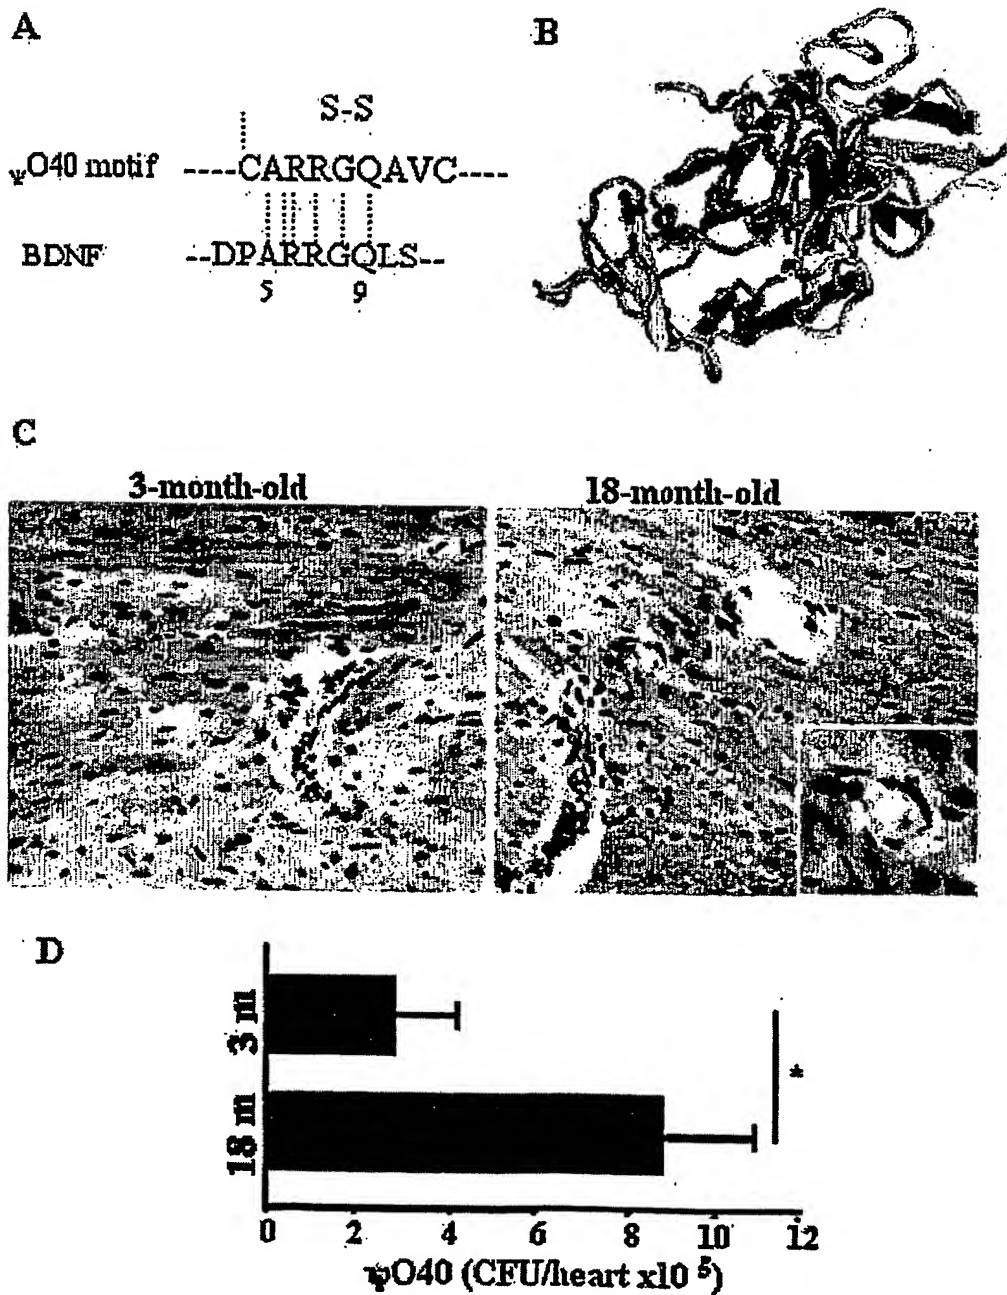 A
B
S-S
ψO40 motif ----CARRGQAVC----
BDNF --DPARRGQLS--
5 9
C
3-month-old
18-month-old
D
3 m
18 m
*
0 2 4 6 8 10 12
ψO40 (CFU/heart x10 5)